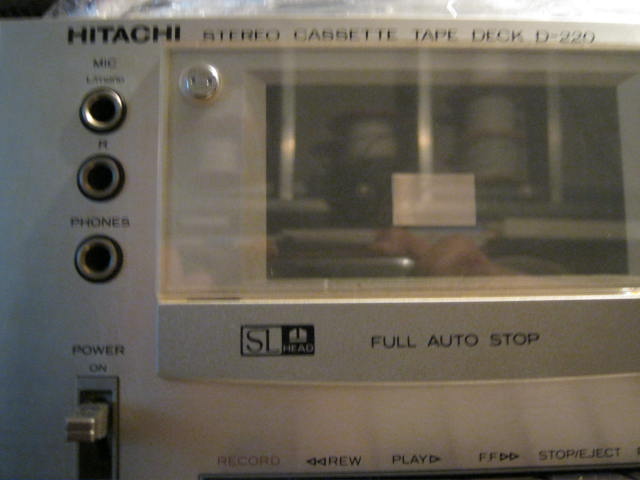 HITACHI STEREO CASSETTE TAPE DECK D-220
MIC
L/mono
R
PHONES
SL HEAD FULL AUTO STOP
POWER
ON
RECORD ◁◁REW PLAY▷ F.F▷▷ STOP/EJECT